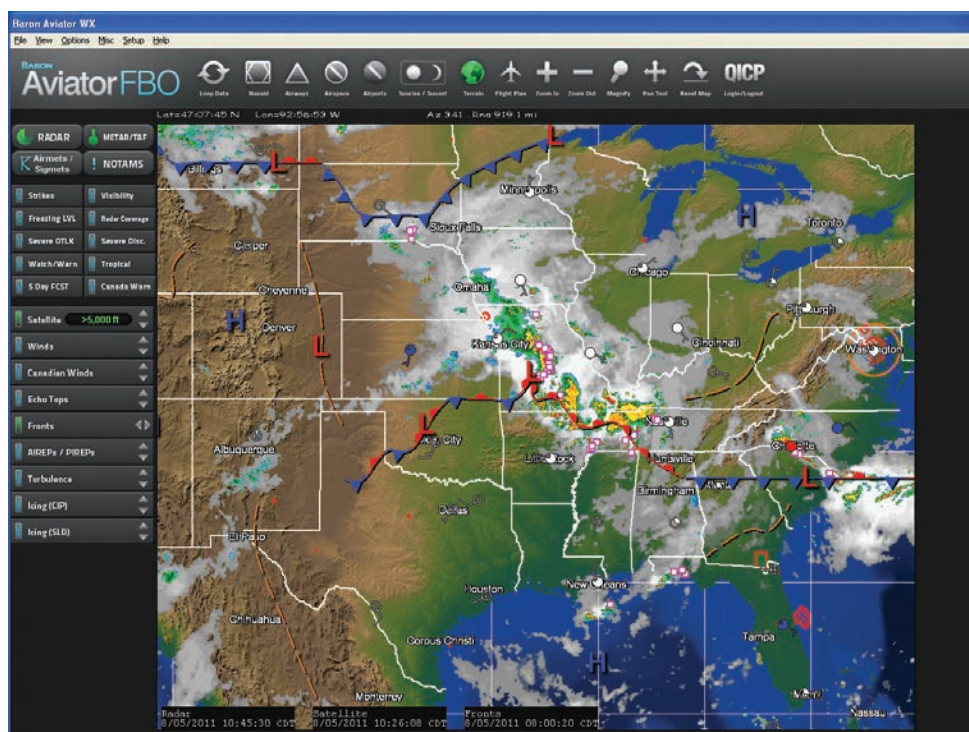 Baron Aviator WX
File View Options Misc Setup Help
BARON
AviatorFBO
Loop Data
Navaid
Airways
Airspace
Airports
Sunrise / Sunset
Terrain
Flight Plan
Zoom In
Zoom Out
Magnify
Pan Tool
Reset Map
QICP
Login/Logout
Lat=47:07:45 N Lon=92:56:53 W Az 341 . Rng 919.1 mi
RADAR
METAR/TAF
Airmets /
Sigmets
NOTAMS
Strikes
Visibility
Freezing LVL
Radar Coverage
Severe OTLK
Severe Disc.
Watch/Warn
Tropical
5 Day FCST
Canada Warn
Satellite >5,000 ft
Winds
Canadian Winds
Echo Tops
Fronts
AIREPs / PIREPs
Turbulence
Icing (CIP)
Icing (SLD)
L
L
Minneapolis
H
Toronto
Sioux Falls
Casper
Chicago
Omaha
Cheyenne
Pittsburgh
H
Denver
L
Kansas City
Cincinnati
Washington
L
L
City
Nashville
Charlotte
Albuquerque
Little Rock
Huntsville
L
Birmingham
Dallas
El Paso
Houston
New Orleans
Chihuahua
Tampa
Corpus Christi
H
Monterrey
Miami
Nassau
Radar
8/05/2011 10:45:30 CDT
Satellite
8/05/2011 10:26:08 CDT
Fronts
8/05/2011 08:00:20 CDT